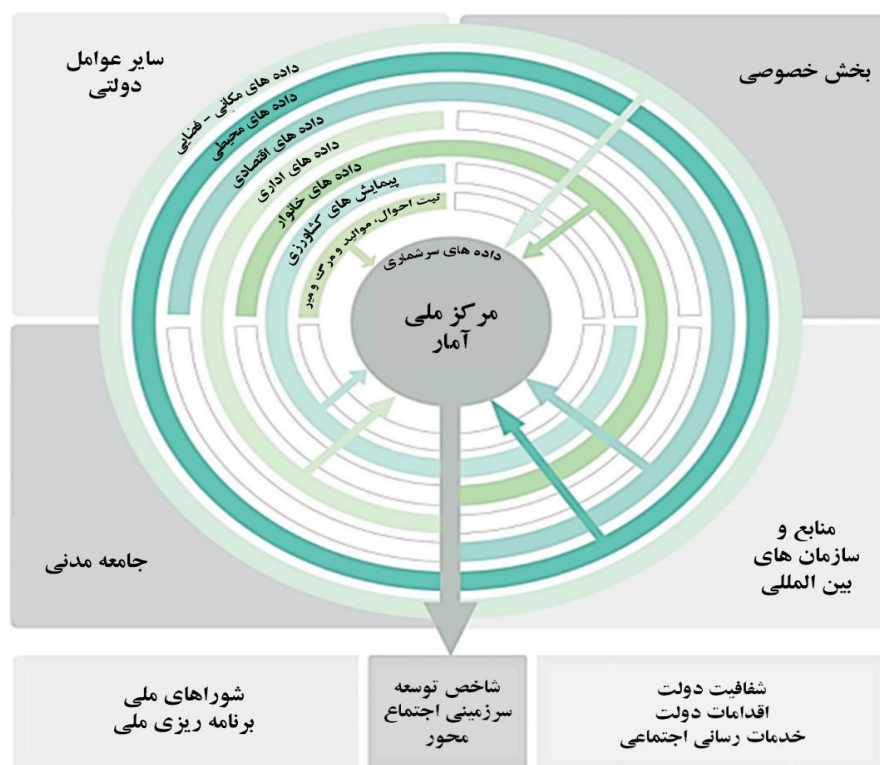 بخش خصوصی
سایر عوامل
دولتی
داده های مکانی - فضایی
داده های محیطی
داده های اقتصادی
داده های اداری
داده های خانوار
پیمایش های کشاورزی
ثبت احوال، موالید و مرگ و میر
داده های سرشماری
مرکز ملی
آمار
منابع و
سازمان های
بین المللی
جامعه مدنی
شفافیت دولت
اقدامات دولت
خدمات رسانی اجتماعی
شاخص توسعه
سرزمینی اجتماع
محور
شوراهای ملی
برنامه ریزی ملی